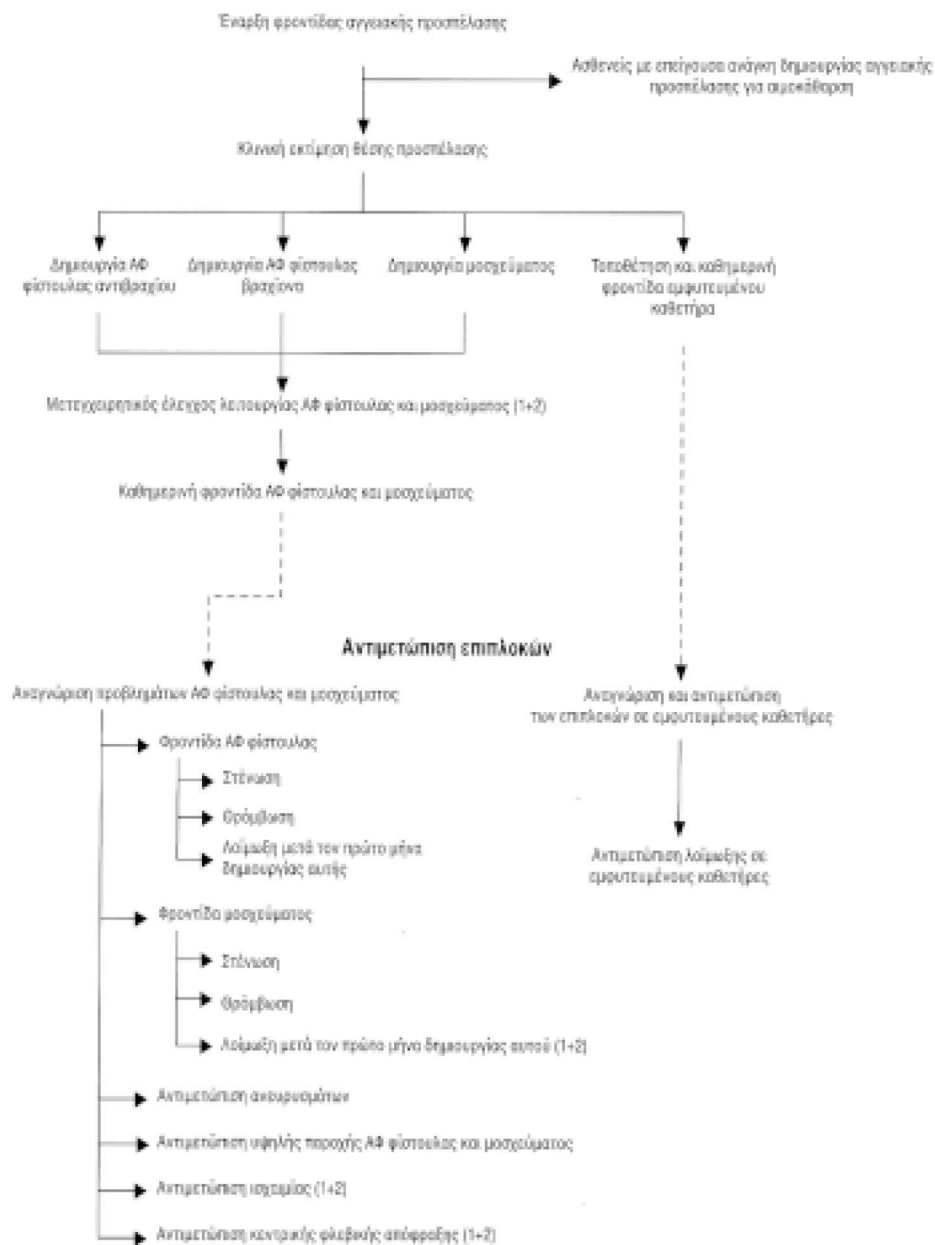 Έναρξη φροντίδας αγγειακής προσπέλασης
Ασθενείς με επείγουσα ανάγκη δημιουργίας αγγειακής
προσπέλασης για αιμοκάθαρση
Κλινική εκτίμηση θέσης προσπέλασης
Δημιουργία ΑΦ
φίστουλας αντιβραχίου
Δημιουργία ΑΦ φίστουλας
βραχίονα
Δημιουργία μοσχεύματος
Τοποθέτηση και καθημερινή
φροντίδα εμφυτευμένου
καθετήρα
Μετεγχειρητικός έλεγχος λειτουργίας ΑΦ φίστουλας και μοσχεύματος (1+2)
Καθημερινή φροντίδα ΑΦ φίστουλας και μοσχεύματος
Αντιμετώπιση επιπλοκών
Αναγνώριση προβλημάτων ΑΦ φίστουλας και μοσχεύματος
Αναγνώριση και αντιμετώπιση
των επιπλοκών σε εμφυτευμένους καθετήρες
Φροντίδα ΑΦ φίστουλας
Στένωση
Θρόμβωση
Λοίμωξη μετά τον πρώτο μήνα
δημιουργίας αυτής
Αντιμετώπιση λοίμωξης σε
εμφυτευμένους καθετήρες
Φροντίδα μοσχεύματος
Στένωση
Θρόμβωση
Λοίμωξη μετά τον πρώτο μήνα δημιουργίας αυτού (1+2)
Αντιμετώπιση ανευρυσμάτων
Αντιμετώπιση υψηλής παροχής ΑΦ φίστουλας και μοσχεύματος
Αντιμετώπιση ισχαιμίας (1+2)
Αντιμετώπιση κεντρικής φλεβικής απόφραξης (1+2)